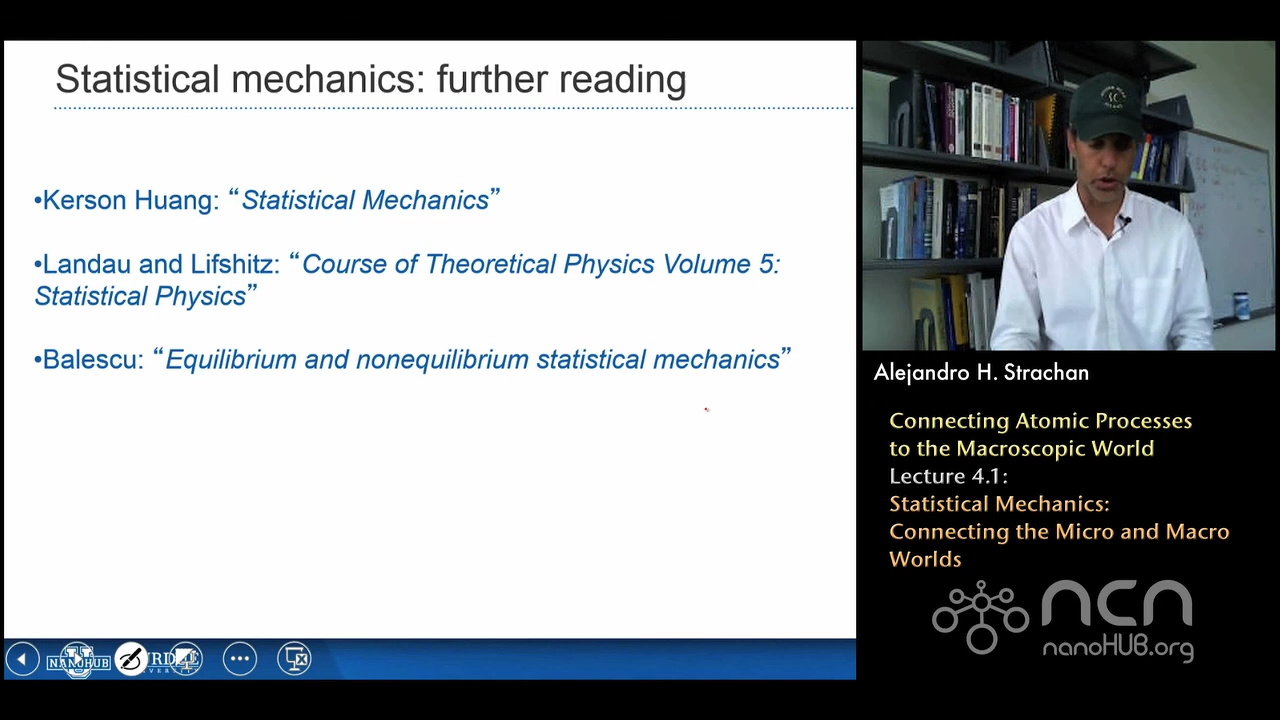 Statistical mechanics: further reading
•Kerson Huang: “Statistical Mechanics”
•Landau and Lifshitz: “Course of Theoretical Physics Volume 5:
Statistical Physics”
•Balescu: “Equilibrium and nonequilibrium statistical mechanics”
NANOHUB
Alejandro H. Strachan
Connecting Atomic Processes
to the Macroscopic World
Lecture 4.1:
Statistical Mechanics:
Connecting the Micro and Macro
Worlds
ncn
nanoHUB.org